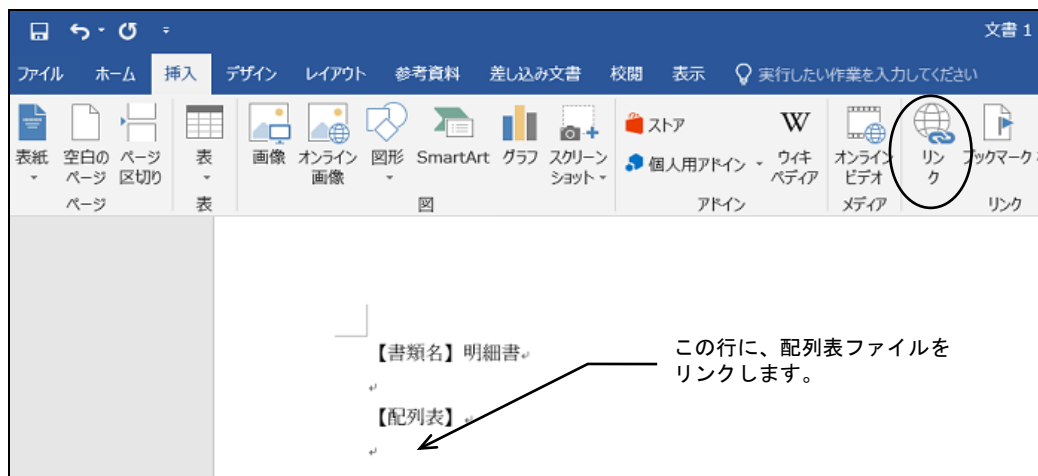 文書 1
ファイル ホーム 挿入 デザイン レイアウト 参考資料 差し込み文書 校閲 表示 実行したい作業を入力してください
表紙 空白の ページ 表 画像 オンライン 図形 SmartArt グラフ スクリーン ストア W オンライン リン ブックマーク
ページ 区切り 画像 ショット 個人用アドイン ウィキ ビデオ ク
ペディア
ページ 表 図 アドイン メディア リンク
【書類名】明細書↵
↵
この行に、配列表ファイルを
リンクします。
【配列表】↵
↵